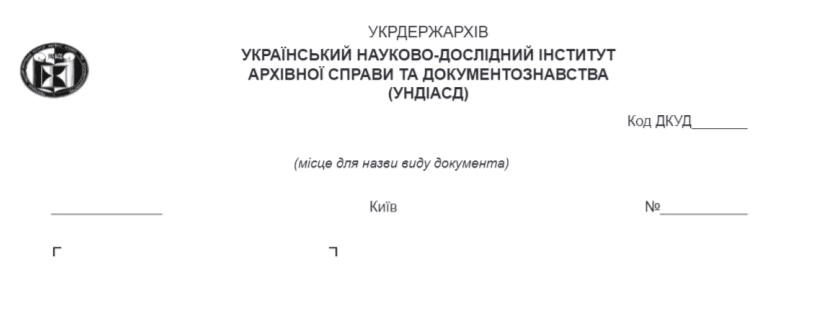 УКРДЕРЖАРХІВ
УКРАЇНСЬКИЙ НАУКОВО-ДОСЛІДНИЙ ІНСТИТУТ
АРХІВНОЇ СПРАВИ ТА ДОКУМЕНТОЗНАВСТВА
(УНДІАСД)
Код ДКУД_______
(місце для назви виду документа)
______________ Київ №___________